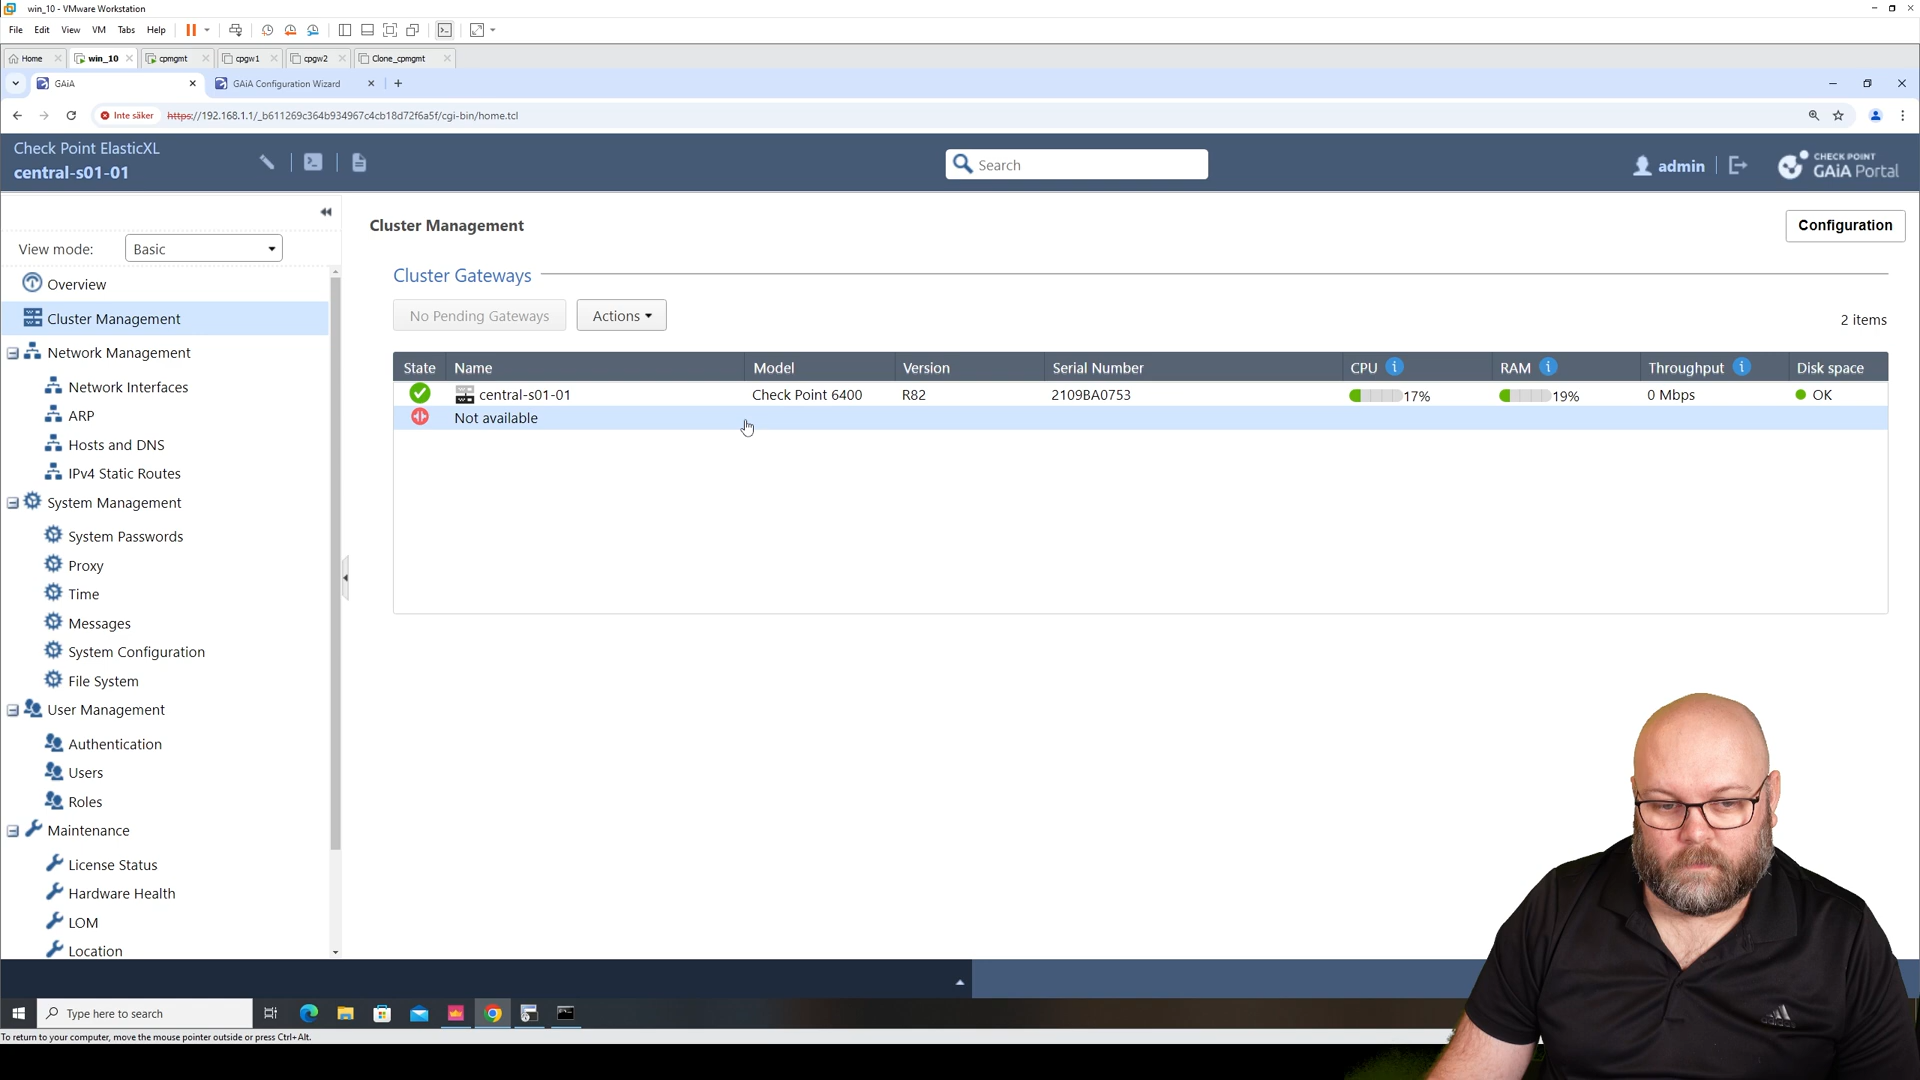 win_10 - VMware Workstation
File Edit View VM Tabs Help
Home win_10 cpmgmt cpgw1 cpgw2 Clone_cpmgmt
GAiA GAiA Configuration Wizard
Inte säker https://192.168.1.1/_b611269c364b934967c4cb18d72f6a5f/cgi-bin/home.tcl
Check Point ElasticXL
central-s01-01
Search
admin
CHECK POINT
GAiA Portal
View mode: Basic
Overview
Cluster Management
Network Management
Network Interfaces
ARP
Hosts and DNS
IPv4 Static Routes
System Management
System Passwords
Proxy
Time
Messages
System Configuration
File System
User Management
Authentication
Users
Roles
Maintenance
License Status
Hardware Health
LOM
Location
Cluster Management
Configuration
Cluster Gateways
No Pending Gateways Actions
2 items
State Name Model Version Serial Number CPU RAM Throughput Disk space
central-s01-01 Check Point 6400 R82 2109BA0753 17% 19% 0 Mbps OK
Not available
adidas
Type here to search
To return to your computer, move the mouse pointer outside or press Ctrl+Alt.